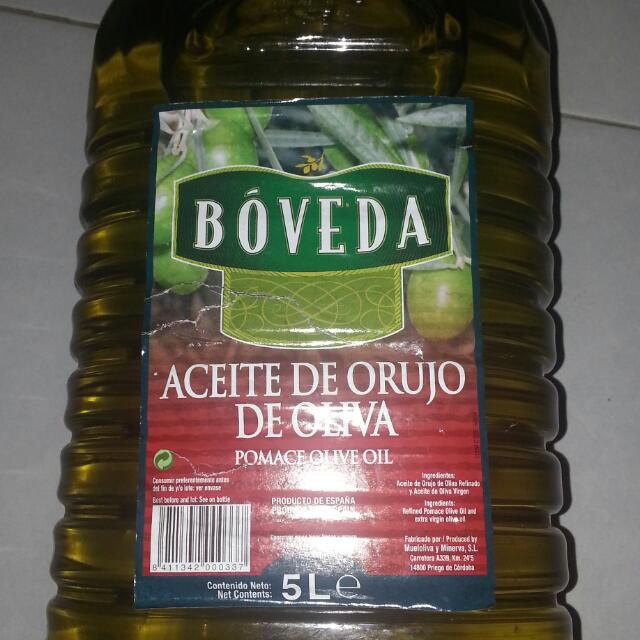 BÓVEDA
ACEITE DE ORUJO
DE OLIVA
POMACE OLIVE OIL
Consumir preferentemente antes
del fin de y/o lote: ver envase
Best before and lot: See on bottle
PRODUCTO DE ESPAÑA
8 411342 000337
Ingredientes:
Aceite de Orujo de Oliva Refinado
y Aceite de Oliva Virgen
Ingredients:
Refined Pomace Olive Oil and
extra virgin olive oil
Fabricado por / Produced by
Mueloliva y Minerva, S.L.
Carretera A339, Km. 24'5
14800 Priego de Córdoba
Contenido Neto:
Net Contents:
5L e